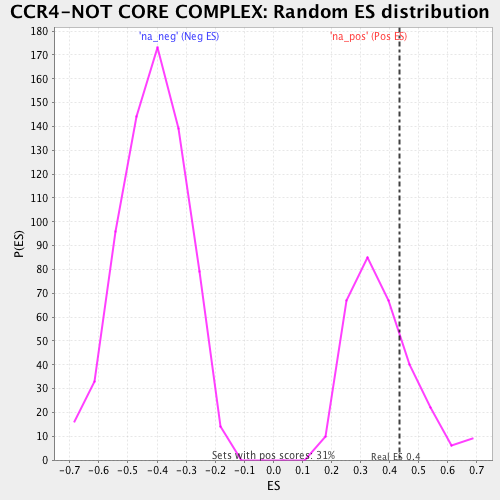 CCR4-NOT CORE COMPLEX: Random ES distribution
'na_neg' (Neg ES)
'na_pos' (Pos ES)
P(ES)
180
170
160
150
140
130
120
110
100
90
80
70
60
50
40
30
20
10
0
Sets with pos scores: 31%
Real ES 0.4
-0.7 -0.6 -0.5 -0.4 -0.3 -0.2 -0.1 0.0 0.1 0.2 0.3 0.4 0.5 0.6 0.7
ES